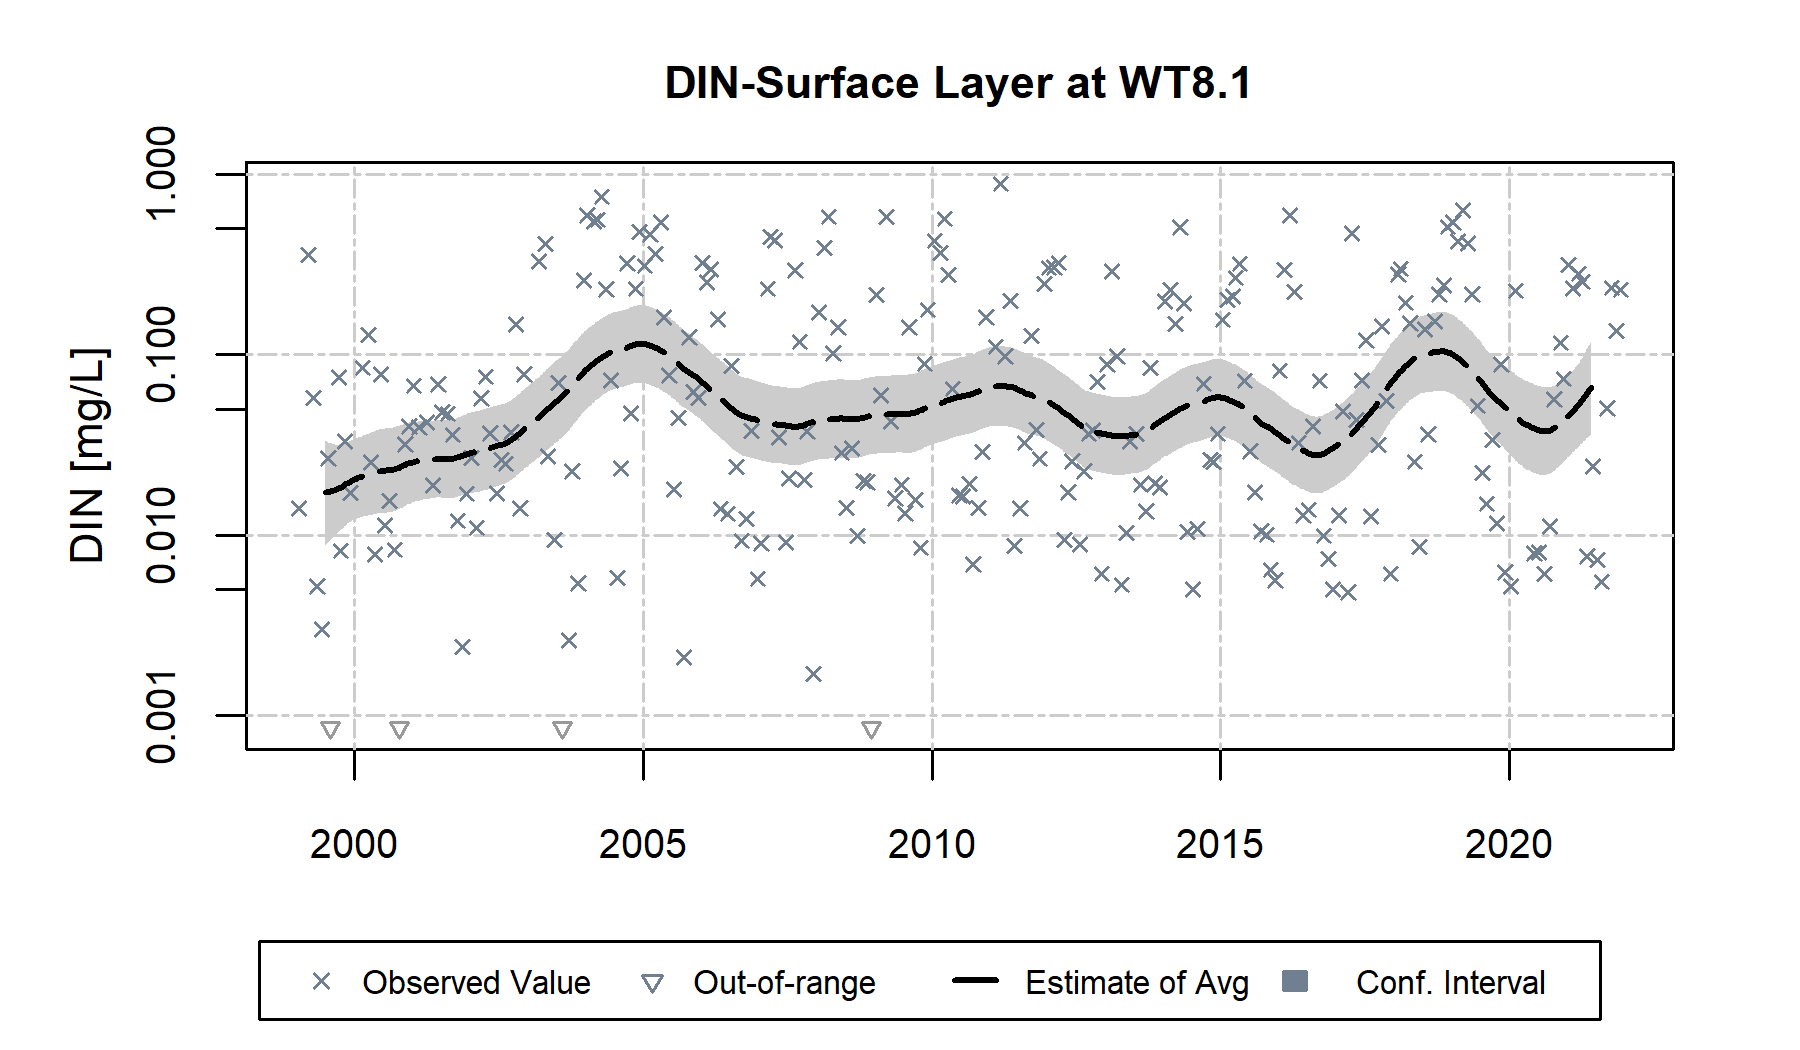 DIN-Surface Layer at WT8.1
DIN [mg/L]
1.000
0.100
0.010
0.001
2000 2005 2010 2015 2020
Observed Value Out-of-range Estimate of Avg Conf. Interval